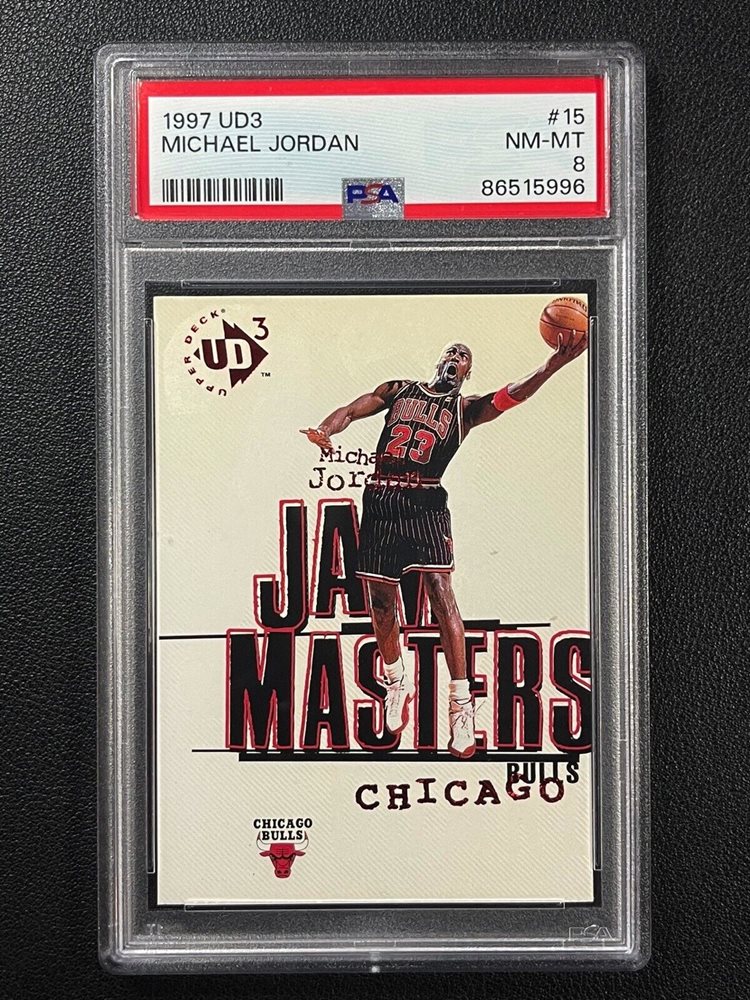 1997 UD3 #15
MICHAEL JORDAN NM-MT
8
PSA 86515996
UPPER DECK®
UD3
™
BULLS
23
Michael
Jordan
JAM
MASTERS
BULLS
CHICAGO
CHICAGO
BULLS
PSA